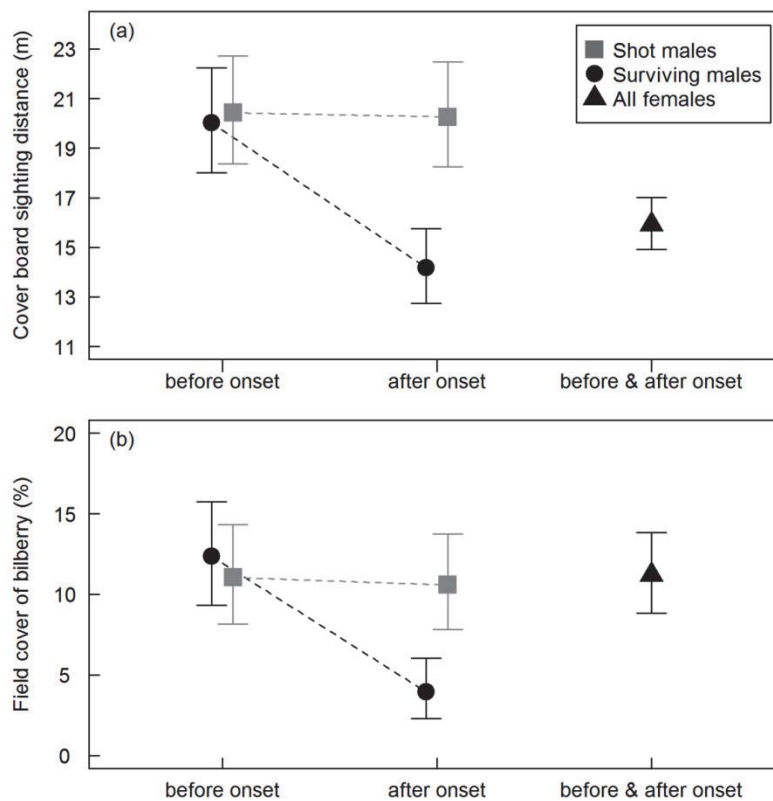 (a)
Cover board sighting distance (m)
23
21
19
17
15
13
11
Shot males
Surviving males
All females
before onset after onset before & after onset
(b)
Field cover of bilberry (%)
20
15
10
5
0
before onset after onset before & after onset